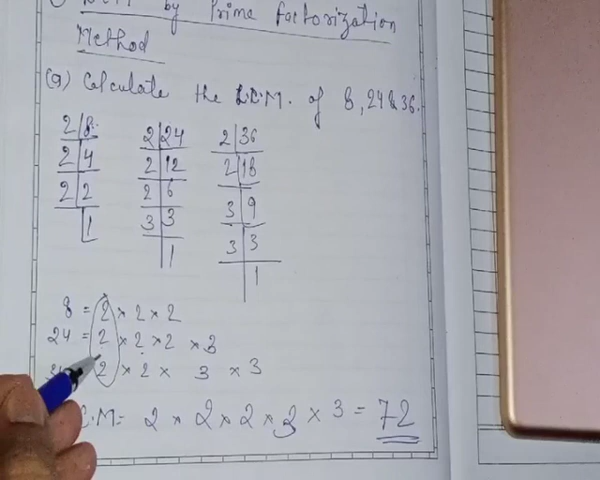 by Prime factorization
Method
(a) Calculate the L.C.M. of 8, 24 & 36.
2 | 8 2 | 24 2 | 36
2 | 4 2 | 12 2 | 18
2 | 2 2 | 6 3 | 9
1 3 | 3 3 | 3
1 1
8 = 2 × 2 × 2
24 = 2 × 2 × 2 × 3
2 × 2 × 3 × 3
C.M = 2 × 2 × 2 × 3 × 3 = 72